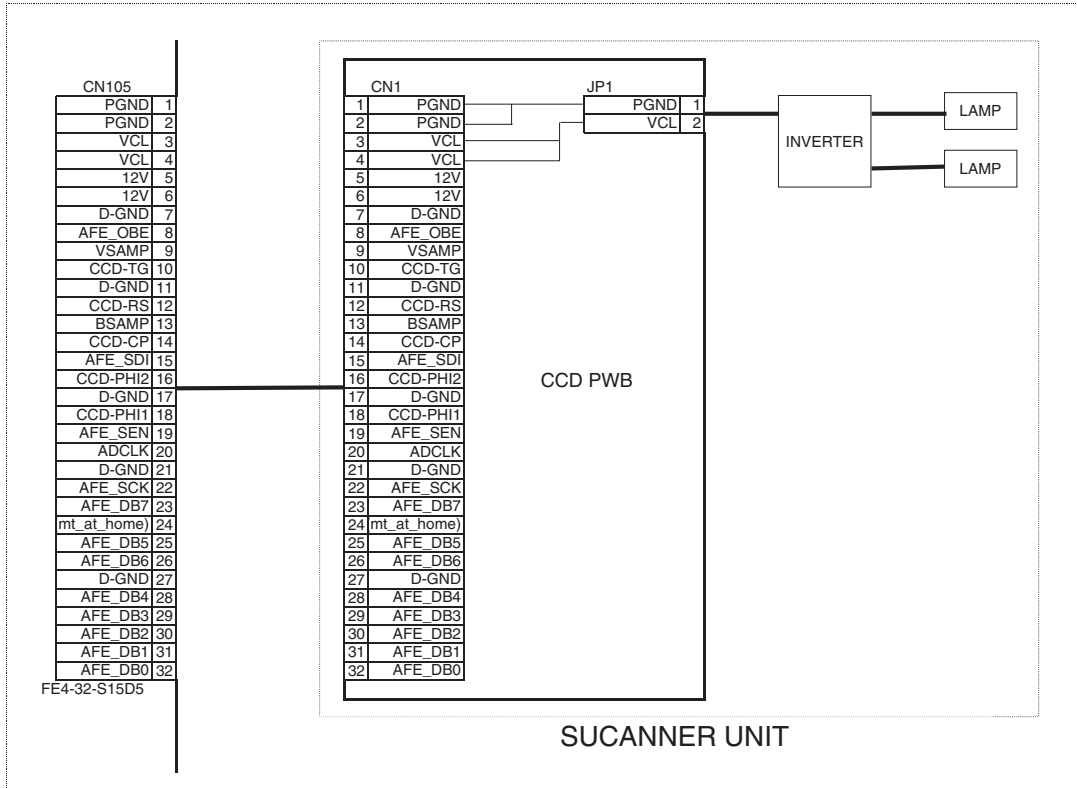 CN105
PGND 1
PGND 2
VCL 3
VCL 4
12V 5
12V 6
D-GND 7
AFE_OBE 8
VSAMP 9
CCD-TG 10
D-GND 11
CCD-RS 12
BSAMP 13
CCD-CP 14
AFE_SDI 15
CCD-PHI2 16
D-GND 17
CCD-PHI1 18
AFE_SEN 19
ADCLK 20
D-GND 21
AFE_SCK 22
AFE_DB7 23
mt_at_home) 24
AFE_DB5 25
AFE_DB6 26
D-GND 27
AFE_DB4 28
AFE_DB3 29
AFE_DB2 30
AFE_DB1 31
AFE_DB0 32
FE4-32-S15D5
CN1
1 PGND
2 PGND
3 VCL
4 VCL
5 12V
6 12V
7 D-GND
8 AFE_OBE
9 VSAMP
10 CCD-TG
11 D-GND
12 CCD-RS
13 BSAMP
14 CCD-CP
15 AFE_SDI
16 CCD-PHI2
17 D-GND
18 CCD-PHI1
19 AFE_SEN
20 ADCLK
21 D-GND
22 AFE_SCK
23 AFE_DB7
24 mt_at_home)
25 AFE_DB5
26 AFE_DB6
27 D-GND
28 AFE_DB4
29 AFE_DB3
30 AFE_DB2
31 AFE_DB1
32 AFE_DB0
JP1
PGND 1
VCL 2
CCD PWB
INVERTER
LAMP
LAMP
SUCANNER UNIT